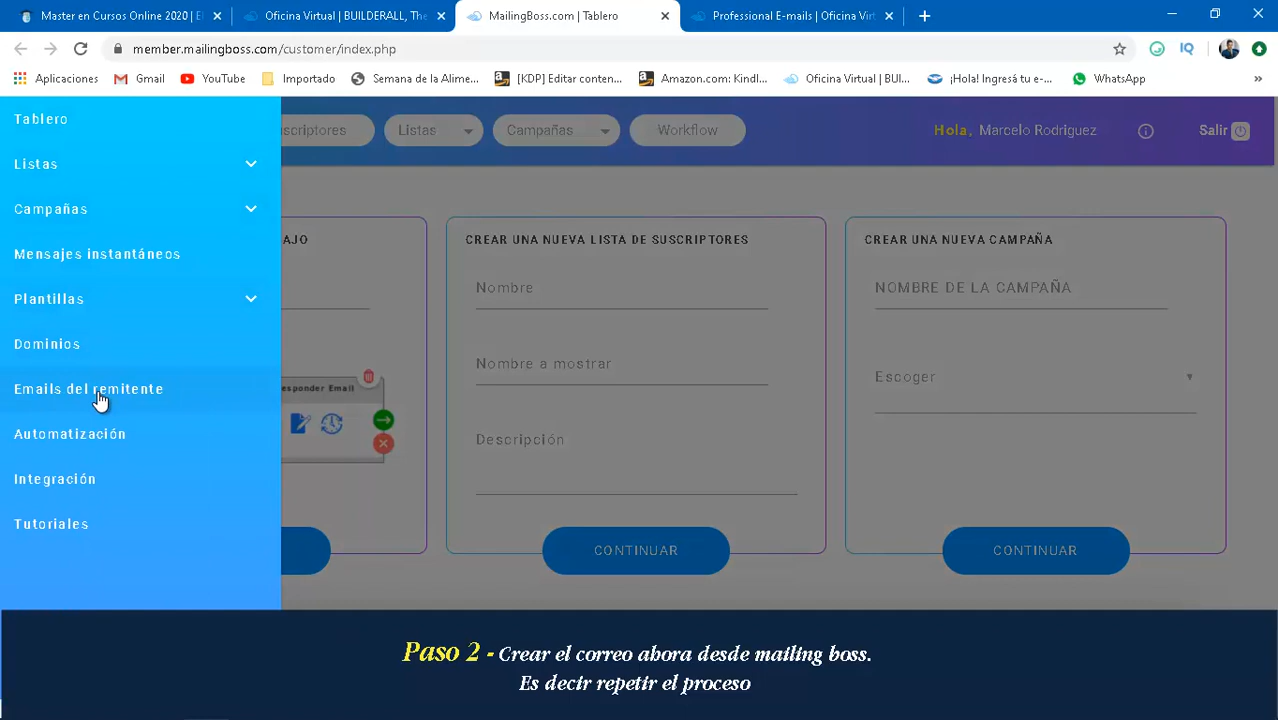 Master en Cursos Online 2020 | El
Oficina Virtual | BUILDERALL, The
MailingBoss.com | Tablero
Professional E-mails | Oficina Virt
member.mailingboss.com/customer/index.php
IQ
Aplicaciones
Gmail
YouTube
Importado
Semana de la Alime...
[KDP] Editar conten...
Amazon.com: Kindl...
Oficina Virtual | BUI...
¡Hola! Ingresá tu e-...
WhatsApp
»
Tablero
Listas
Campañas
Mensajes instantáneos
Plantillas
Dominios
Emails del remitente
Automatización
Integración
Tutoriales
scriptores
Listas
Campañas
Workflow
Hola, Marcelo Rodriguez
Salir
AJO
esponder Email
CREAR UNA NUEVA LISTA DE SUSCRIPTORES
Nombre
Nombre a mostrar
Descripción
CONTINUAR
CREAR UNA NUEVA CAMPAÑA
NOMBRE DE LA CAMPAÑA
Escoger
CONTINUAR
Paso 2 - Crear el correo ahora desde mailing boss.
Es decir repetir el proceso